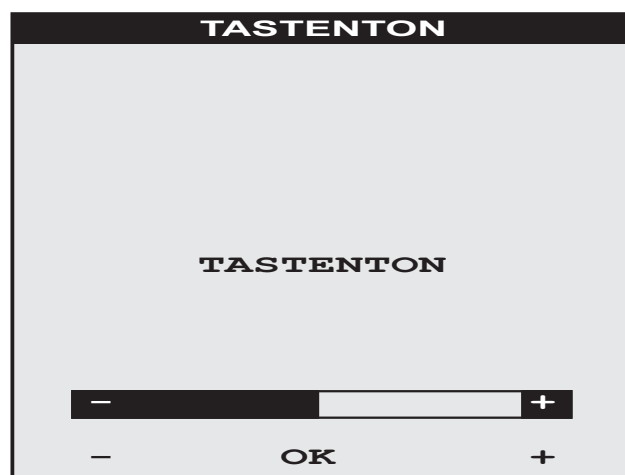 TASTENTON
TASTENTON
– +
– OK +